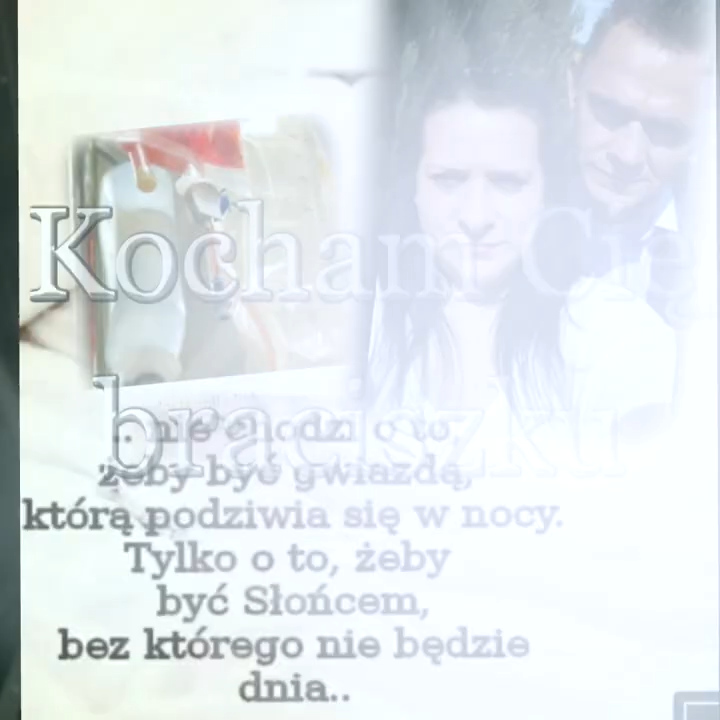 Kocham Cię
braciszku
.. nie chodzi o to,
żeby być gwiazdą,
którą podziwia się w nocy.
Tylko o to, żeby
być Słońcem,
bez którego nie będzie
dnia..